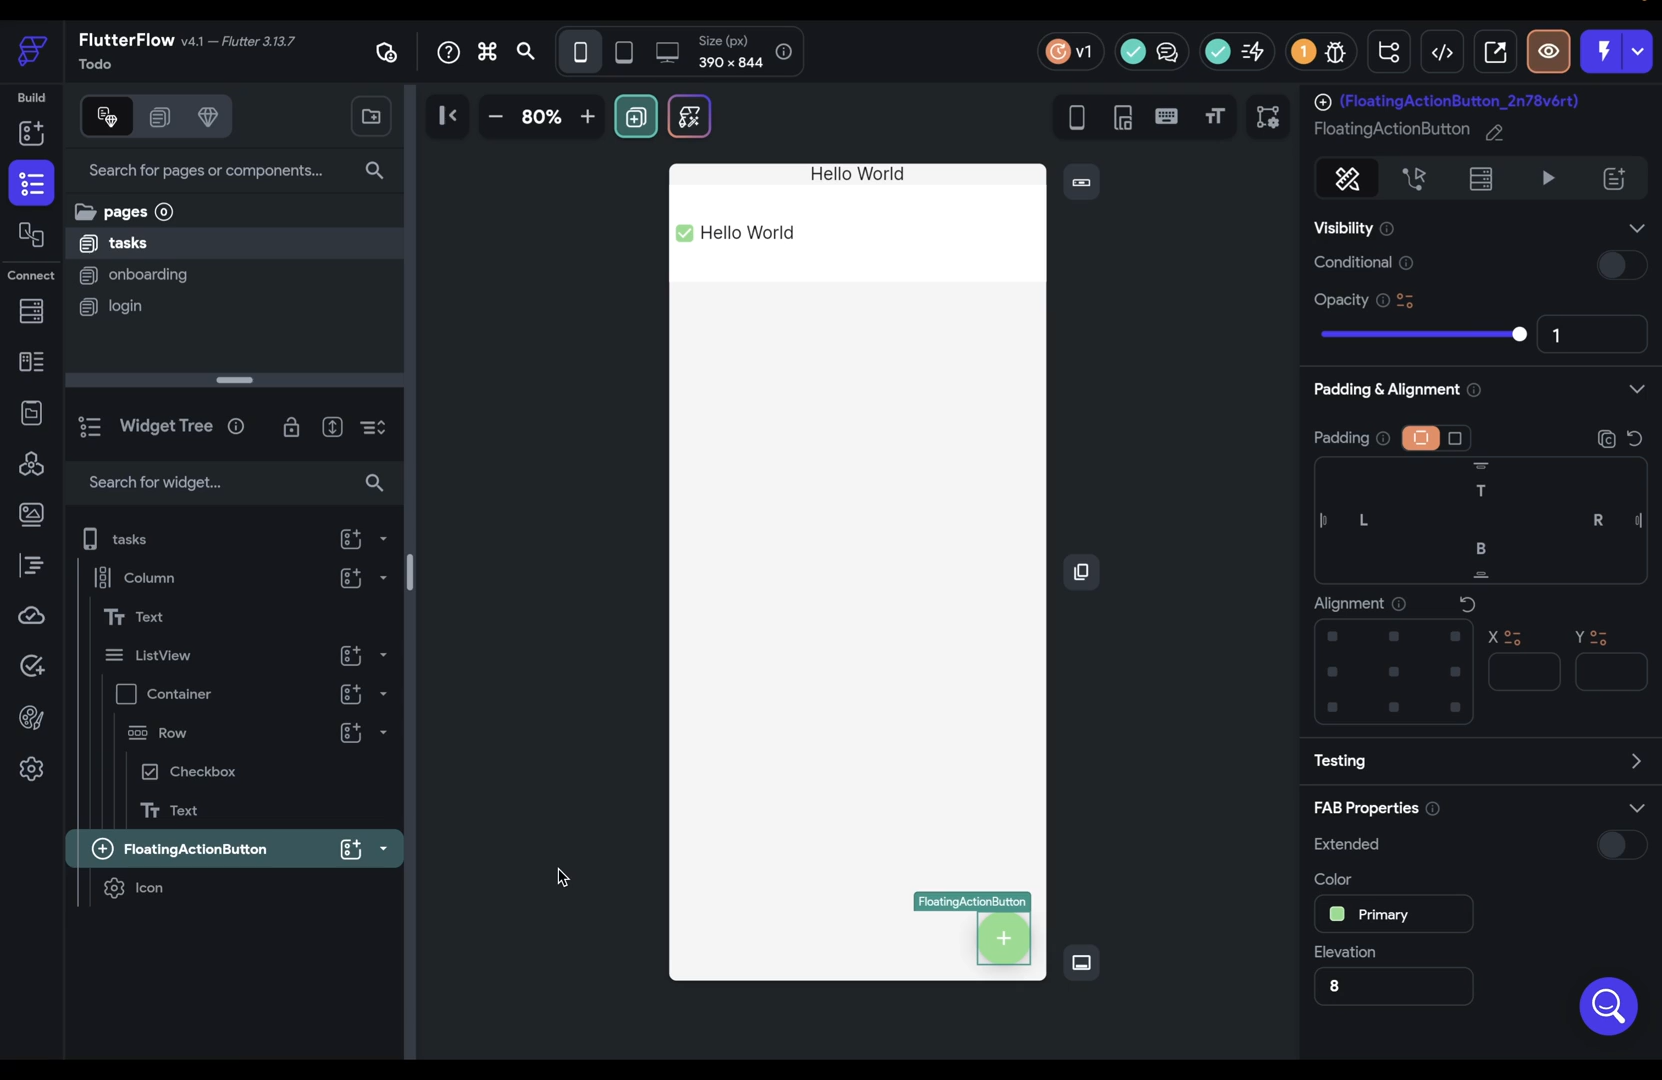 FlutterFlow v4.1 — Flutter 3.13.7
Todo
Size (px)
390 × 844
v1
1
Build
Connect
Search for pages or components...
pages 0
tasks
onboarding
login
Widget Tree
Search for widget...
tasks
Column
Text
ListView
Container
Row
Checkbox
Text
FloatingActionButton
Icon
80%
Hello World
Hello World
FloatingActionButton
(FloatingActionButton_2n78v6rt)
FloatingActionButton
Visibility
Conditional
Opacity
1
Padding & Alignment
Padding
T
L
R
B
Alignment
X
Y
Testing
FAB Properties
Extended
Color
Primary
Elevation
8